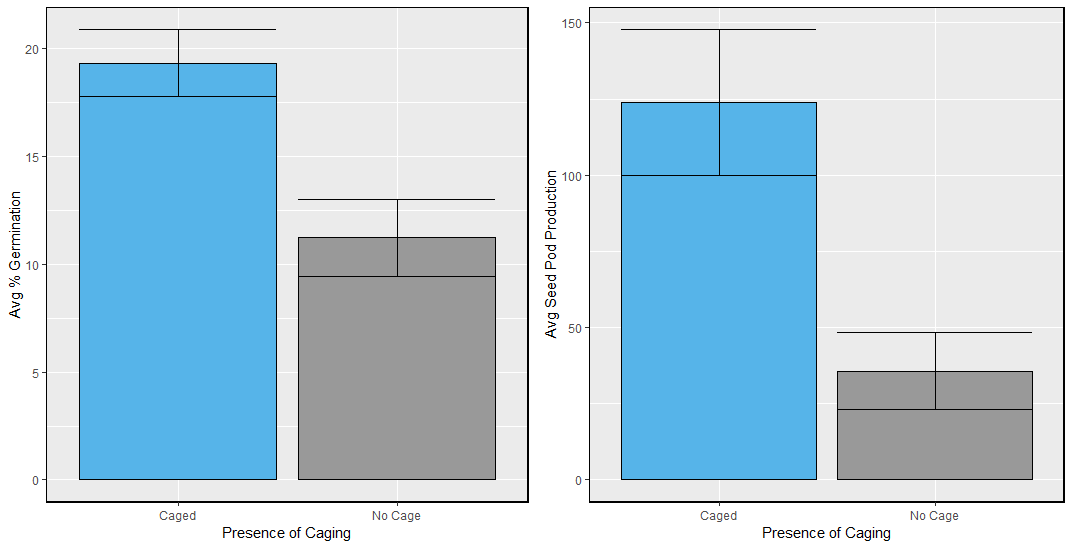 Avg % Germination
20
15
10
5
0
Caged
No Cage
Presence of Caging
Avg Seed Pod Production
150
100
50
0
Caged
No Cage
Presence of Caging